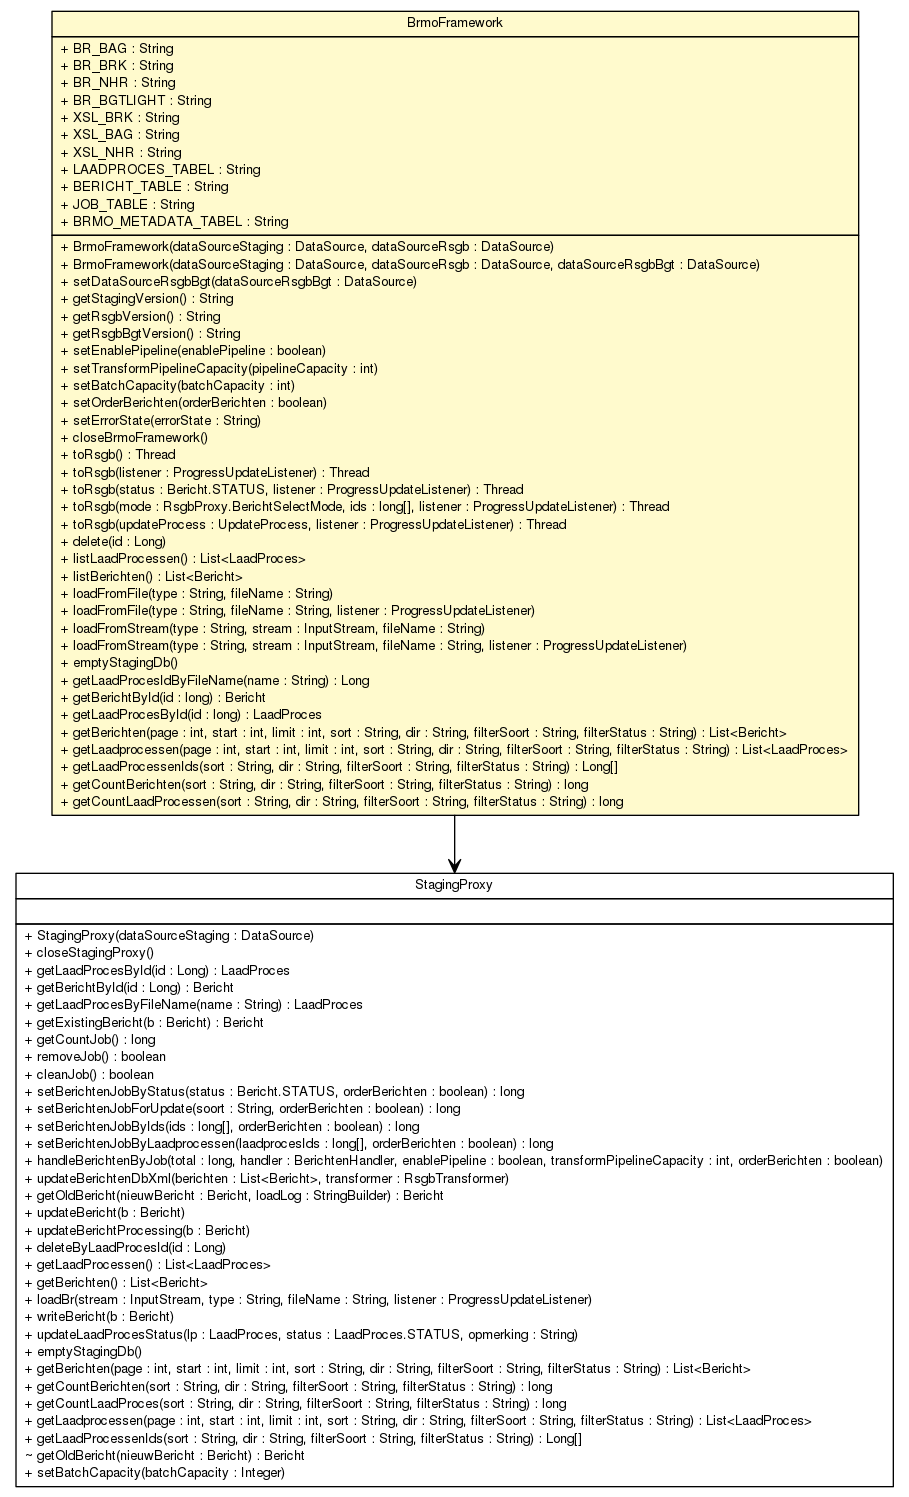 BrmoFramework
+ BR_BAG : String
+ BR_BRK : String
+ BR_NHR : String
+ BR_BGTLIGHT : String
+ XSL_BRK : String
+ XSL_BAG : String
+ XSL_NHR : String
+ LAADPROCES_TABEL : String
+ BERICHT_TABLE : String
+ JOB_TABLE : String
+ BRMO_METADATA_TABEL : String
+ BrmoFramework(dataSourceStaging : DataSource, dataSourceRsgb : DataSource)
+ BrmoFramework(dataSourceStaging : DataSource, dataSourceRsgb : DataSource, dataSourceRsgbBgt : DataSource)
+ setDataSourceRsgbBgt(dataSourceRsgbBgt : DataSource)
+ getStagingVersion() : String
+ getRsgbVersion() : String
+ getRsgbBgtVersion() : String
+ setEnablePipeline(enablePipeline : boolean)
+ setTransformPipelineCapacity(pipelineCapacity : int)
+ setBatchCapacity(batchCapacity : int)
+ setOrderBerichten(orderBerichten : boolean)
+ setErrorState(errorState : String)
+ closeBrmoFramework()
+ toRsgb() : Thread
+ toRsgb(listener : ProgressUpdateListener) : Thread
+ toRsgb(status : Bericht.STATUS, listener : ProgressUpdateListener) : Thread
+ toRsgb(mode : RsgbProxy.BerichtSelectMode, ids : long[], listener : ProgressUpdateListener) : Thread
+ toRsgb(updateProcess : UpdateProcess, listener : ProgressUpdateListener) : Thread
+ delete(id : Long)
+ listLaadProcessen() : List<LaadProces>
+ listBerichten() : List<Bericht>
+ loadFromFile(type : String, fileName : String)
+ loadFromFile(type : String, fileName : String, listener : ProgressUpdateListener)
+ loadFromStream(type : String, stream : InputStream, fileName : String)
+ loadFromStream(type : String, stream : InputStream, fileName : String, listener : ProgressUpdateListener)
+ emptyStagingDb()
+ getLaadProcesIdByFileName(name : String) : Long
+ getBerichtById(id : long) : Bericht
+ getLaadProcesById(id : long) : LaadProces
+ getBerichten(page : int, start : int, limit : int, sort : String, dir : String, filterSoort : String, filterStatus : String) : List<Bericht>
+ getLaadprocessen(page : int, start : int, limit : int, sort : String, dir : String, filterSoort : String, filterStatus : String) : List<LaadProces>
+ getLaadProcessenIds(sort : String, dir : String, filterSoort : String, filterStatus : String) : Long[]
+ getCountBerichten(sort : String, dir : String, filterSoort : String, filterStatus : String) : long
+ getCountLaadProcessen(sort : String, dir : String, filterSoort : String, filterStatus : String) : long
StagingProxy
+ StagingProxy(dataSourceStaging : DataSource)
+ closeStagingProxy()
+ getLaadProcesById(id : Long) : LaadProces
+ getBerichtById(id : Long) : Bericht
+ getLaadProcesByFileName(name : String) : LaadProces
+ getExistingBericht(b : Bericht) : Bericht
+ getCountJob() : long
+ removeJob() : boolean
+ cleanJob() : boolean
+ setBerichtenJobByStatus(status : Bericht.STATUS, orderBerichten : boolean) : long
+ setBerichtenJobForUpdate(soort : String, orderBerichten : boolean) : long
+ setBerichtenJobByIds(ids : long[], orderBerichten : boolean) : long
+ setBerichtenJobByLaadprocessen(laadprocesIds : long[], orderBerichten : boolean) : long
+ handleBerichtenByJob(total : long, handler : BerichtenHandler, enablePipeline : boolean, transformPipelineCapacity : int, orderBerichten : boolean)
+ updateBerichtenDbXml(berichten : List<Bericht>, transformer : RsgbTransformer)
+ getOldBericht(nieuwBericht : Bericht, loadLog : StringBuilder) : Bericht
+ updateBericht(b : Bericht)
+ updateBerichtProcessing(b : Bericht)
+ deleteByLaadProcesId(id : Long)
+ getLaadProcessen() : List<LaadProces>
+ getBerichten() : List<Bericht>
+ loadBr(stream : InputStream, type : String, fileName : String, listener : ProgressUpdateListener)
+ writeBericht(b : Bericht)
+ updateLaadProcesStatus(lp : LaadProces, status : LaadProces.STATUS, opmerking : String)
+ emptyStagingDb()
+ getBerichten(page : int, start : int, limit : int, sort : String, dir : String, filterSoort : String, filterStatus : String) : List<Bericht>
+ getCountBerichten(sort : String, dir : String, filterSoort : String, filterStatus : String) : long
+ getCountLaadProces(sort : String, dir : String, filterSoort : String, filterStatus : String) : long
+ getLaadprocessen(page : int, start : int, limit : int, sort : String, dir : String, filterSoort : String, filterStatus : String) : List<LaadProces>
+ getLaadProcessenIds(sort : String, dir : String, filterSoort : String, filterStatus : String) : Long[]
~ getOldBericht(nieuwBericht : Bericht) : Bericht
+ setBatchCapacity(batchCapacity : Integer)